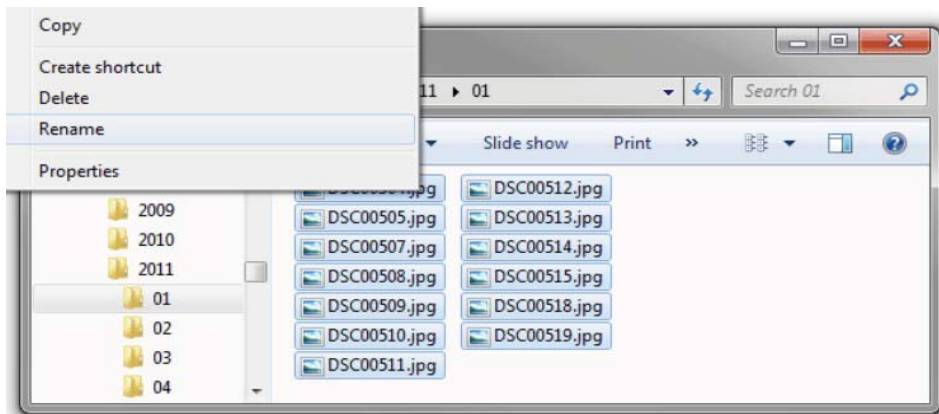 Copy
Create shortcut
Delete
Rename
Properties
11 ▸ 01
Search 01
Slide show Print »
2009
2010
2011
01
02
03
04
DSC00505.jpg
DSC00507.jpg
DSC00508.jpg
DSC00509.jpg
DSC00510.jpg
DSC00511.jpg
DSC00512.jpg
DSC00513.jpg
DSC00514.jpg
DSC00515.jpg
DSC00518.jpg
DSC00519.jpg